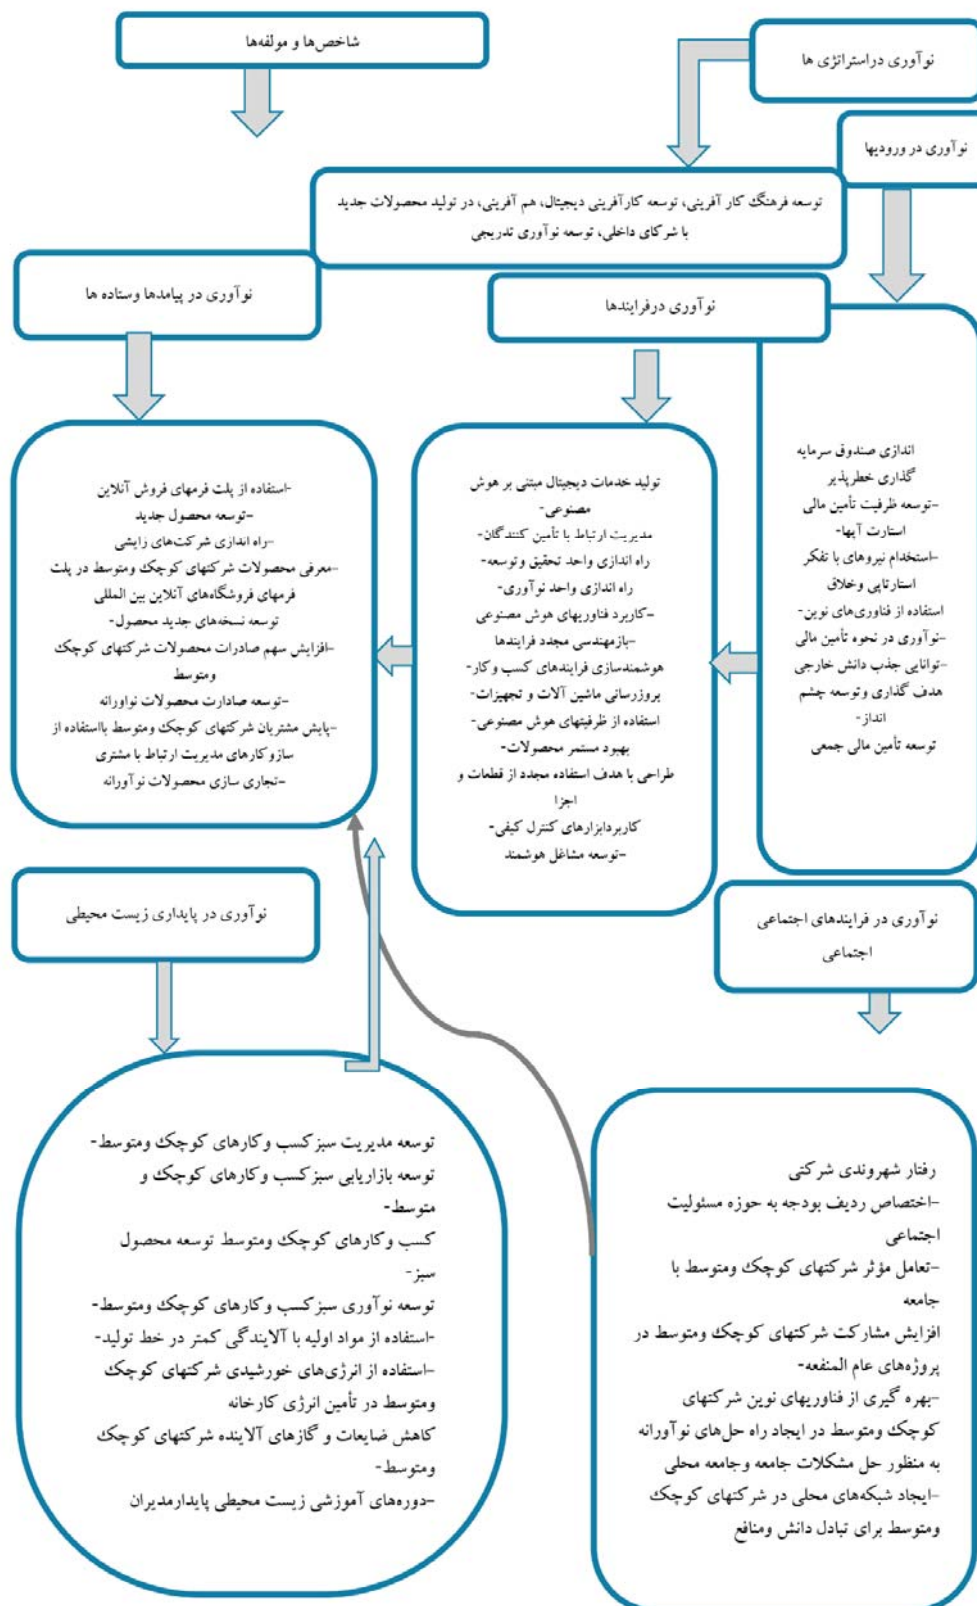 شاخص‌ها و مولفه‌ها
نوآوری دراستراتژی ها
نوآوری در ورودیها
توسعه فرهنگ کار آفرینی، توسعه کارآفرینی دیجیتال، هم آفرینی، در تولید محصولات جدید
با شرکای داخلی، توسعه نوآوری تدریجی
نوآوری در پیامدها وستاده ها
نوآوری درفرایندها
اندازی صندوق سرمایه
گذاری خطرپذیر
-توسعه ظرفیت تأمین مالی
استارت آپها-
-استخدام نیروهای با تفکر
استارتاپی وخلاق
استفاده از فناوری‌های نوین-
-نوآوری در نحوه تأمین مالی
-توانایی جذب دانش خارجی
هدف گذاری وتوسعه چشم
انداز-
توسعه تأمین مالی جمعی
تولید خدمات دیجیتال مبتنی بر هوش
مصنوعی-
مدیریت ارتباط با تأمین کنندگان-
راه اندازی واحد تحقیق وتوسعه-
راه اندازی واحد نوآوری-
-کاربرد فناوریهای هوش مصنوعی
-بازمهندسی مجدد فرایندها
هوشمندسازی فرایندهای کسب وکار-
بروزرسانی ماشین آلات و تجهیزات-
استفاده از ظرفیتهای هوش مصنوعی-
بهبود مستمر محصولات-
طراحی با هدف استفاده مجدد از قطعات و
اجزا
کاربردابزارهای کنترل کیفی-
-توسعه مشاغل هوشمند
-استفاده از پلت فرمهای فروش آنلاین
-توسعه محصول جدید
-راه اندازی شرکت‌های زایشی
-معرفی محصولات شرکتهای کوچک ومتوسط در پلت
فرمهای فروشگاه‌های آنلاین بین المللی
توسعه نسخه‌های جدید محصول-
-افزایش سهم صادرات محصولات شرکتهای کوچک
ومتوسط
-توسعه صادارت محصولات نواورانه
-پایش مشتریان شرکتهای کوچک ومتوسط بااستفاده از
سازوکارهای مدیریت ارتباط با مشتری
-تجاری سازی محصولات نوآورانه
نوآوری در پایداری زیست محیطی
نوآوری در فرایندهای اجتماعی
اجتماعی
توسعه مدیریت سبزکسب وکارهای کوچک ومتوسط-
توسعه بازاریابی سبزکسب وکارهای کوچک و
متوسط-
کسب وکارهای کوچک ومتوسط توسعه محصول
سبز-
توسعه نوآوری سبزکسب وکارهای کوچک ومتوسط-
-استفاده از مواد اولیه با آلایندگی کمتر در خط تولید-
-استفاده از انرژی‌های خورشیدی شرکتهای کوچک
ومتوسط در تأمین انرژی کارخانه
کاهش ضایعات و گازهای آلاینده شرکتهای کوچک
ومتوسط-
-دوره‌های آموزشی زیست محیطی پایدارمدیران
رفتار شهروندی شرکتی
-اختصاص ردیف بودجه به حوزه مسئولیت
اجتماعی
-تعامل مؤثر شرکتهای کوچک ومتوسط با
جامعه
افزایش مشارکت شرکتهای کوچک ومتوسط در
پروژه‌های عام المنفعه-
-بهره گیری از فناوریهای نوین شرکتهای
کوچک ومتوسط در ایجاد راه حل‌های نوآورانه
به منظور حل مشکلات جامعه وجامعه محلی
-ایجاد شبکه‌های محلی در شرکتهای کوچک
ومتوسط برای تبادل دانش ومنافع